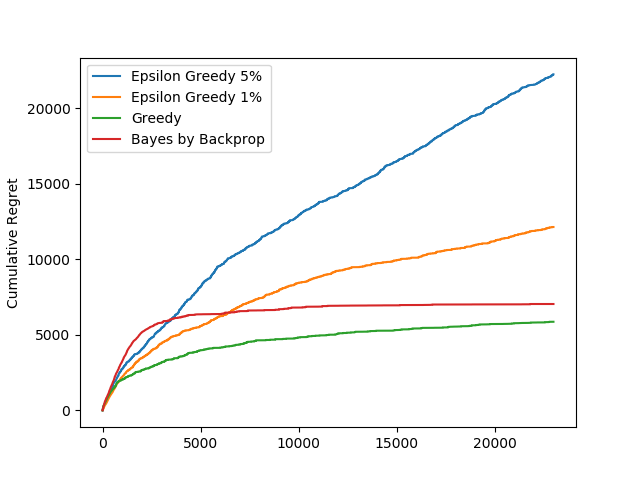 Epsilon Greedy 5%
Epsilon Greedy 1%
Greedy
Bayes by Backprop
Cumulative Regret
20000
15000
10000
5000
0
0 5000 10000 15000 20000